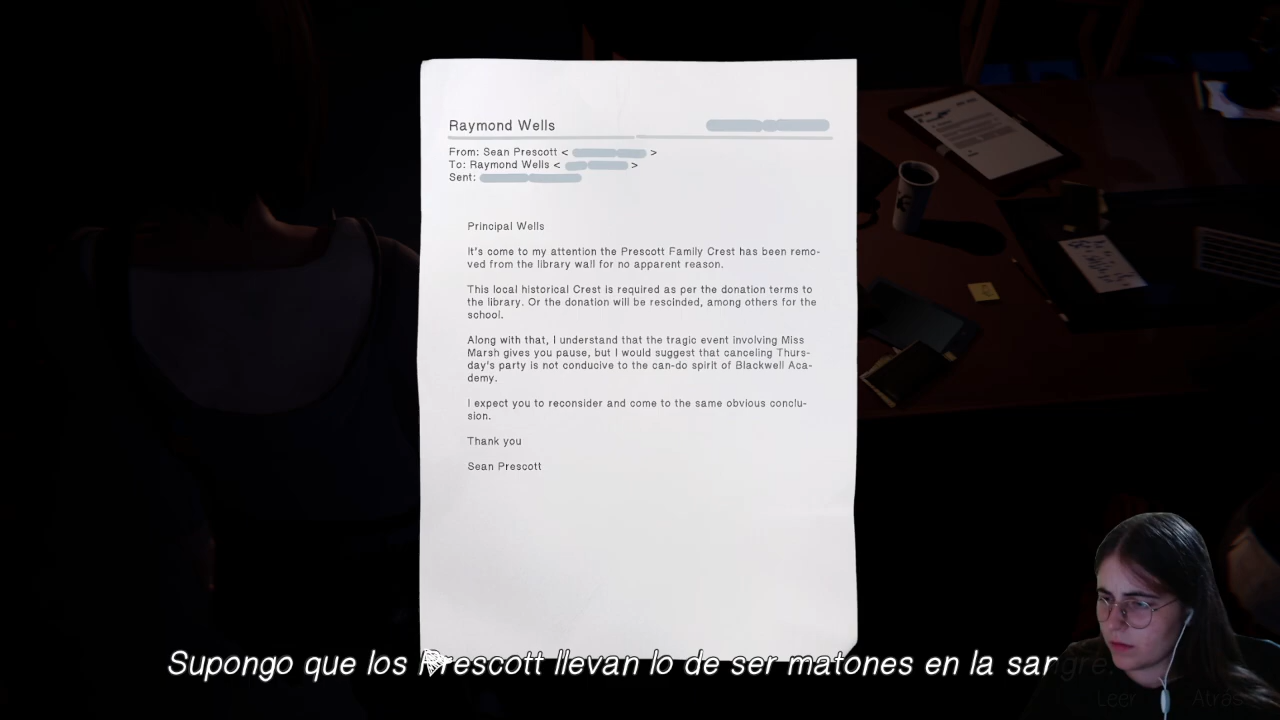 Raymond Wells
From: Sean Prescott < >
To: Raymond Wells < >
Sent:
Principal Wells
It's come to my attention the Prescott Family Crest has been remo-
ved from the library wall for no apparent reason.
This local historical Crest is required as per the donation terms to
the library. Or the donation will be rescinded, among others for the
school.
Along with that, I understand that the tragic event involving Miss
Marsh gives you pause, but I would suggest that canceling Thurs-
day's party is not conducive to the can-do spirit of Blackwell Aca-
demy.
I expect you to reconsider and come to the same obvious conclu-
sion.
Thank you
Sean Prescott
Supongo que los Prescott llevan lo de ser matones en la sangre.
Leer Atrás